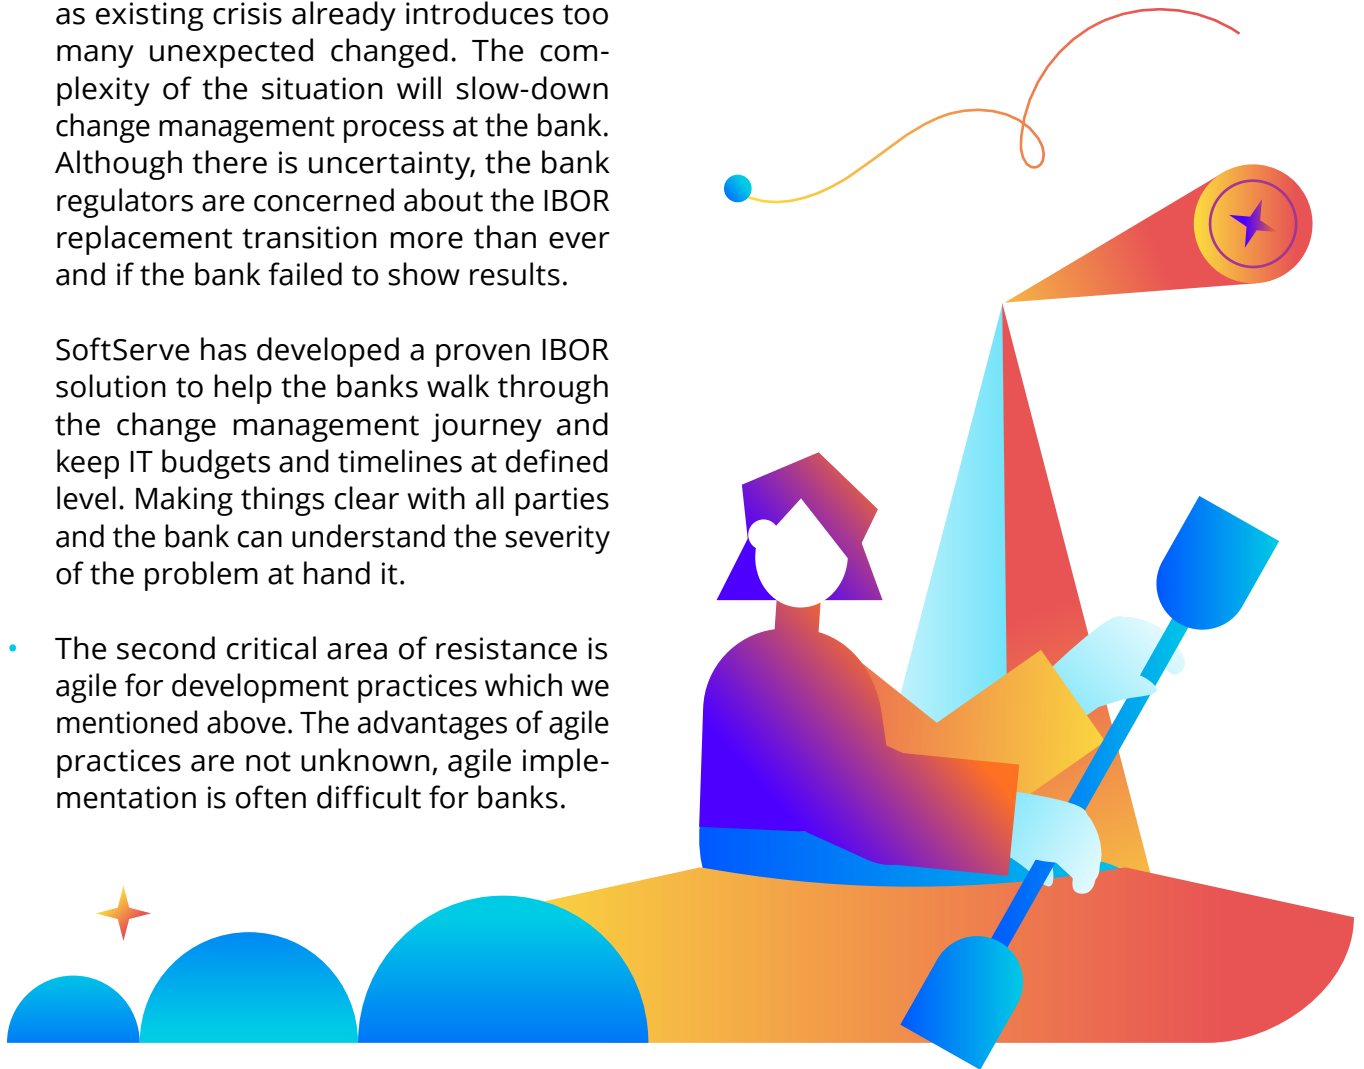 as existing crisis already introduces too
many unexpected changed. The com-
plexity of the situation will slow-down
change management process at the bank.
Although there is uncertainty, the bank
regulators are concerned about the IBOR
replacement transition more than ever
and if the bank failed to show results.
SoftServe has developed a proven IBOR
solution to help the banks walk through
the change management journey and
keep IT budgets and timelines at defined
level. Making things clear with all parties
and the bank can understand the severity
of the problem at hand it.
• The second critical area of resistance is
agile for development practices which we
mentioned above. The advantages of agile
practices are not unknown, agile imple-
mentation is often difficult for banks.